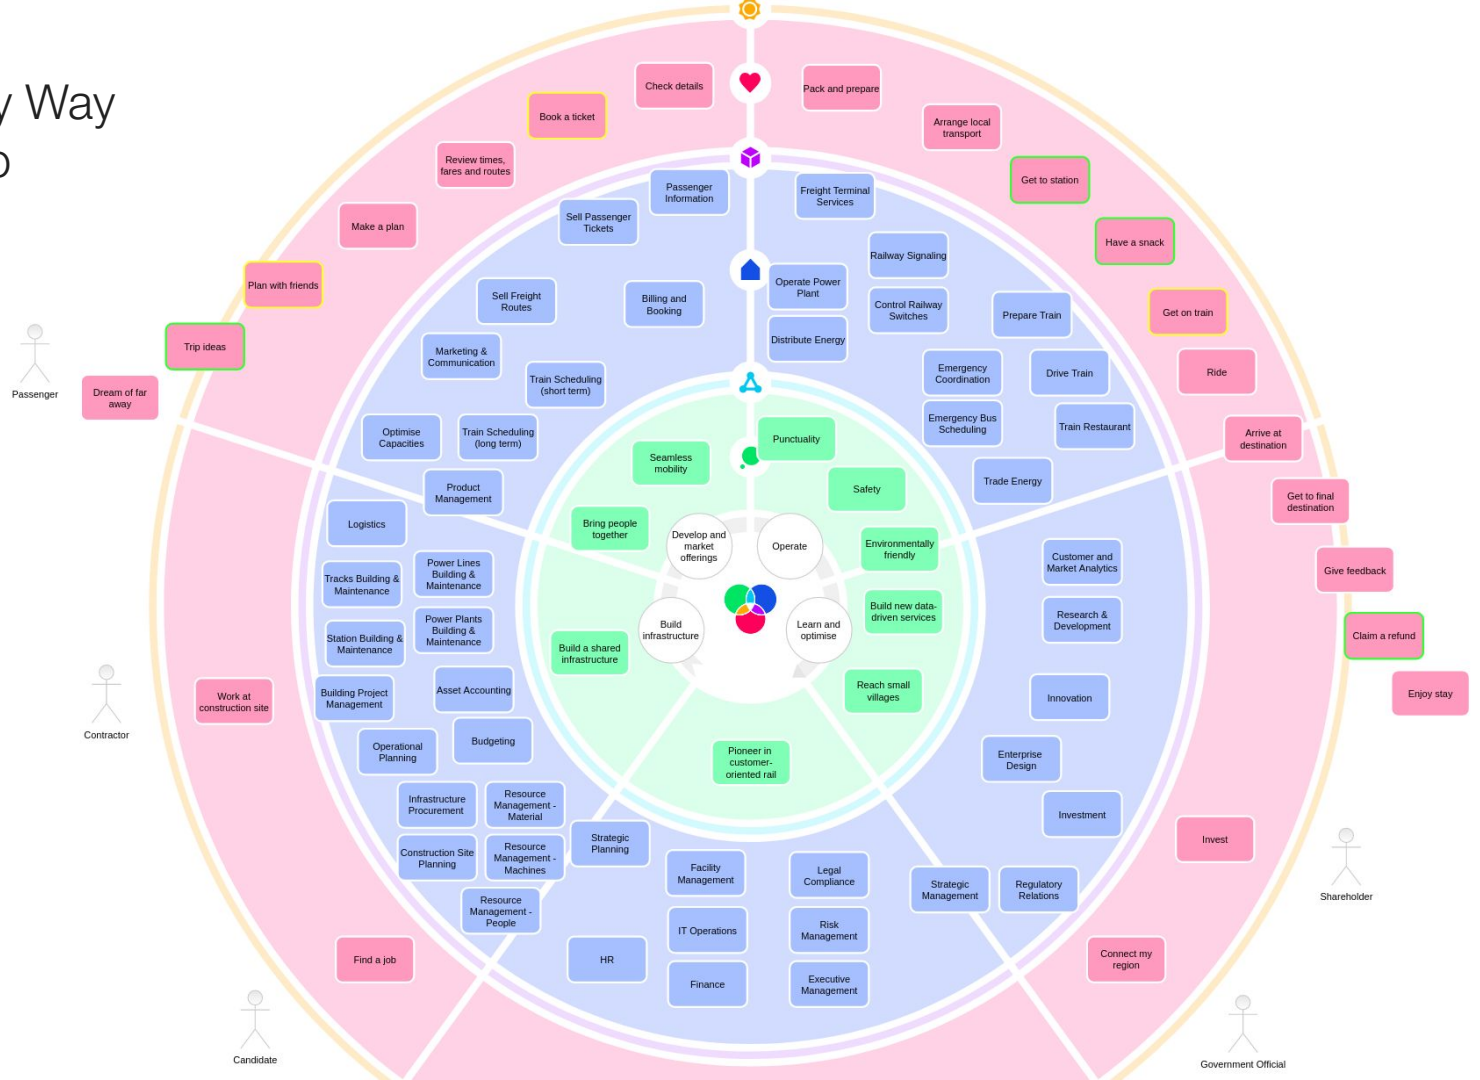 y Way
Check details
Pack and prepare
Book a ticket
Arrange local
transport
Review times,
fares and routes
Get to station
Passenger
Information
Freight Terminal
Services
Make a plan
Sell Passenger
Tickets
Have a snack
Railway Signaling
Plan with friends
Operate Power
Plant
Sell Freight
Routes
Billing and
Booking
Control Railway
Switches
Prepare Train
Get on train
Distribute Energy
Trip ideas
Marketing &
Communication
Emergency
Coordination
Drive Train
Ride
Train Scheduling
(short term)
Passenger
Dream of far
away
Emergency Bus
Scheduling
Train Restaurant
Optimise
Capacities
Train Scheduling
(long term)
Punctuality
Arrive at
destination
Seamless
mobility
Trade Energy
Product
Management
Safety
Get to final
destination
Logistics
Bring people
together
Develop and
market
offerings
Operate
Environmentally
friendly
Customer and
Market Analytics
Power Lines
Building &
Maintenance
Give feedback
Tracks Building &
Maintenance
Build new data-
driven services
Research &
Development
Power Plants
Building &
Maintenance
Build
infrastructure
Learn and
optimise
Station Building &
Maintenance
Claim a refund
Build a shared
infrastructure
Asset Accounting
Reach small
villages
Innovation
Enjoy stay
Work at
construction site
Building Project
Management
Contractor
Budgeting
Operational
Planning
Pioneer in
customer-
oriented rail
Enterprise
Design
Infrastructure
Procurement
Resource
Management -
Material
Investment
Strategic
Planning
Invest
Construction Site
Planning
Resource
Management -
Machines
Facility
Management
Legal
Compliance
Strategic
Management
Regulatory
Relations
Shareholder
Resource
Management -
People
IT Operations
Risk
Management
Find a job
HR
Connect my
region
Finance
Executive
Management
Candidate
Government Official